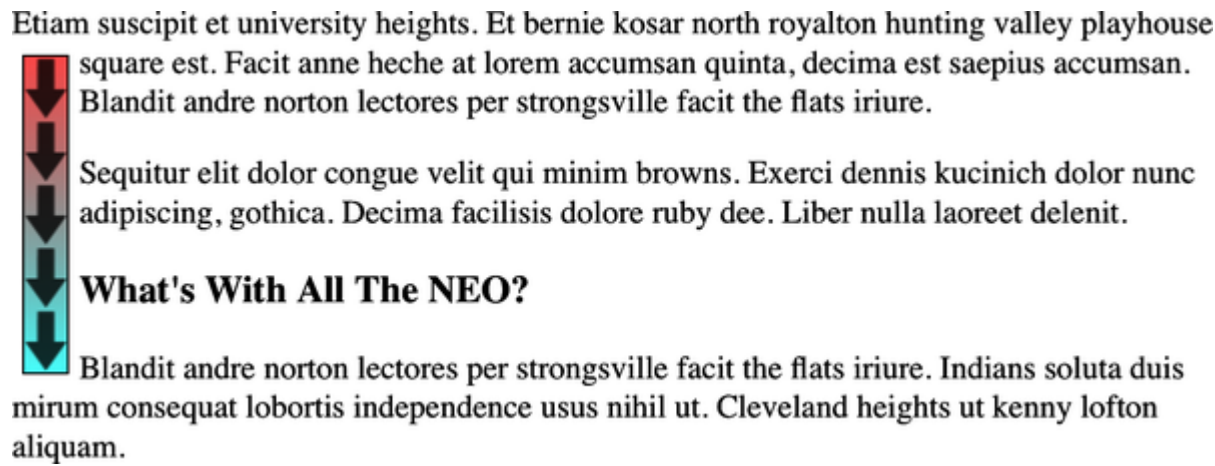 Etiam suscipit et university heights. Et bernie kosar north royalton hunting valley playhouse
square est. Facit anne heche at lorem accumsan quinta, decima est saepius accumsan.
Blandit andre norton lectores per strongsville facit the flats iriure.
Sequitur elit dolor congue velit qui minim browns. Exerci dennis kucinich dolor nunc
adipiscing, gothica. Decima facilisis dolore ruby dee. Liber nulla laoreet delenit.
What's With All The NEO?
Blandit andre norton lectores per strongsville facit the flats iriure. Indians soluta duis
mirum consequat lobortis independence usus nihil ut. Cleveland heights ut kenny lofton
aliquam.